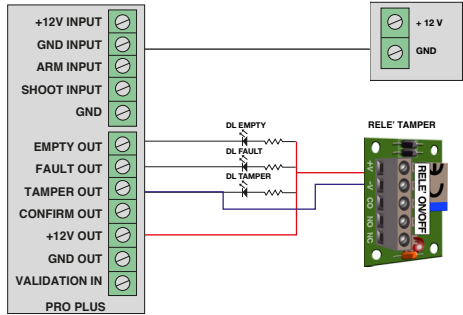 +12V INPUT
GND INPUT
ARM INPUT
SHOOT INPUT
GND
EMPTY OUT
FAULT OUT
TAMPER OUT
CONFIRM OUT
+12V OUT
GND OUT
VALIDATION IN
PRO PLUS
DL EMPTY
DL FAULT
DL TAMPER
+ 12 V
GND
RELE' TAMPER
+V
-V
CO
NO
NC
RELE' ON/OFF